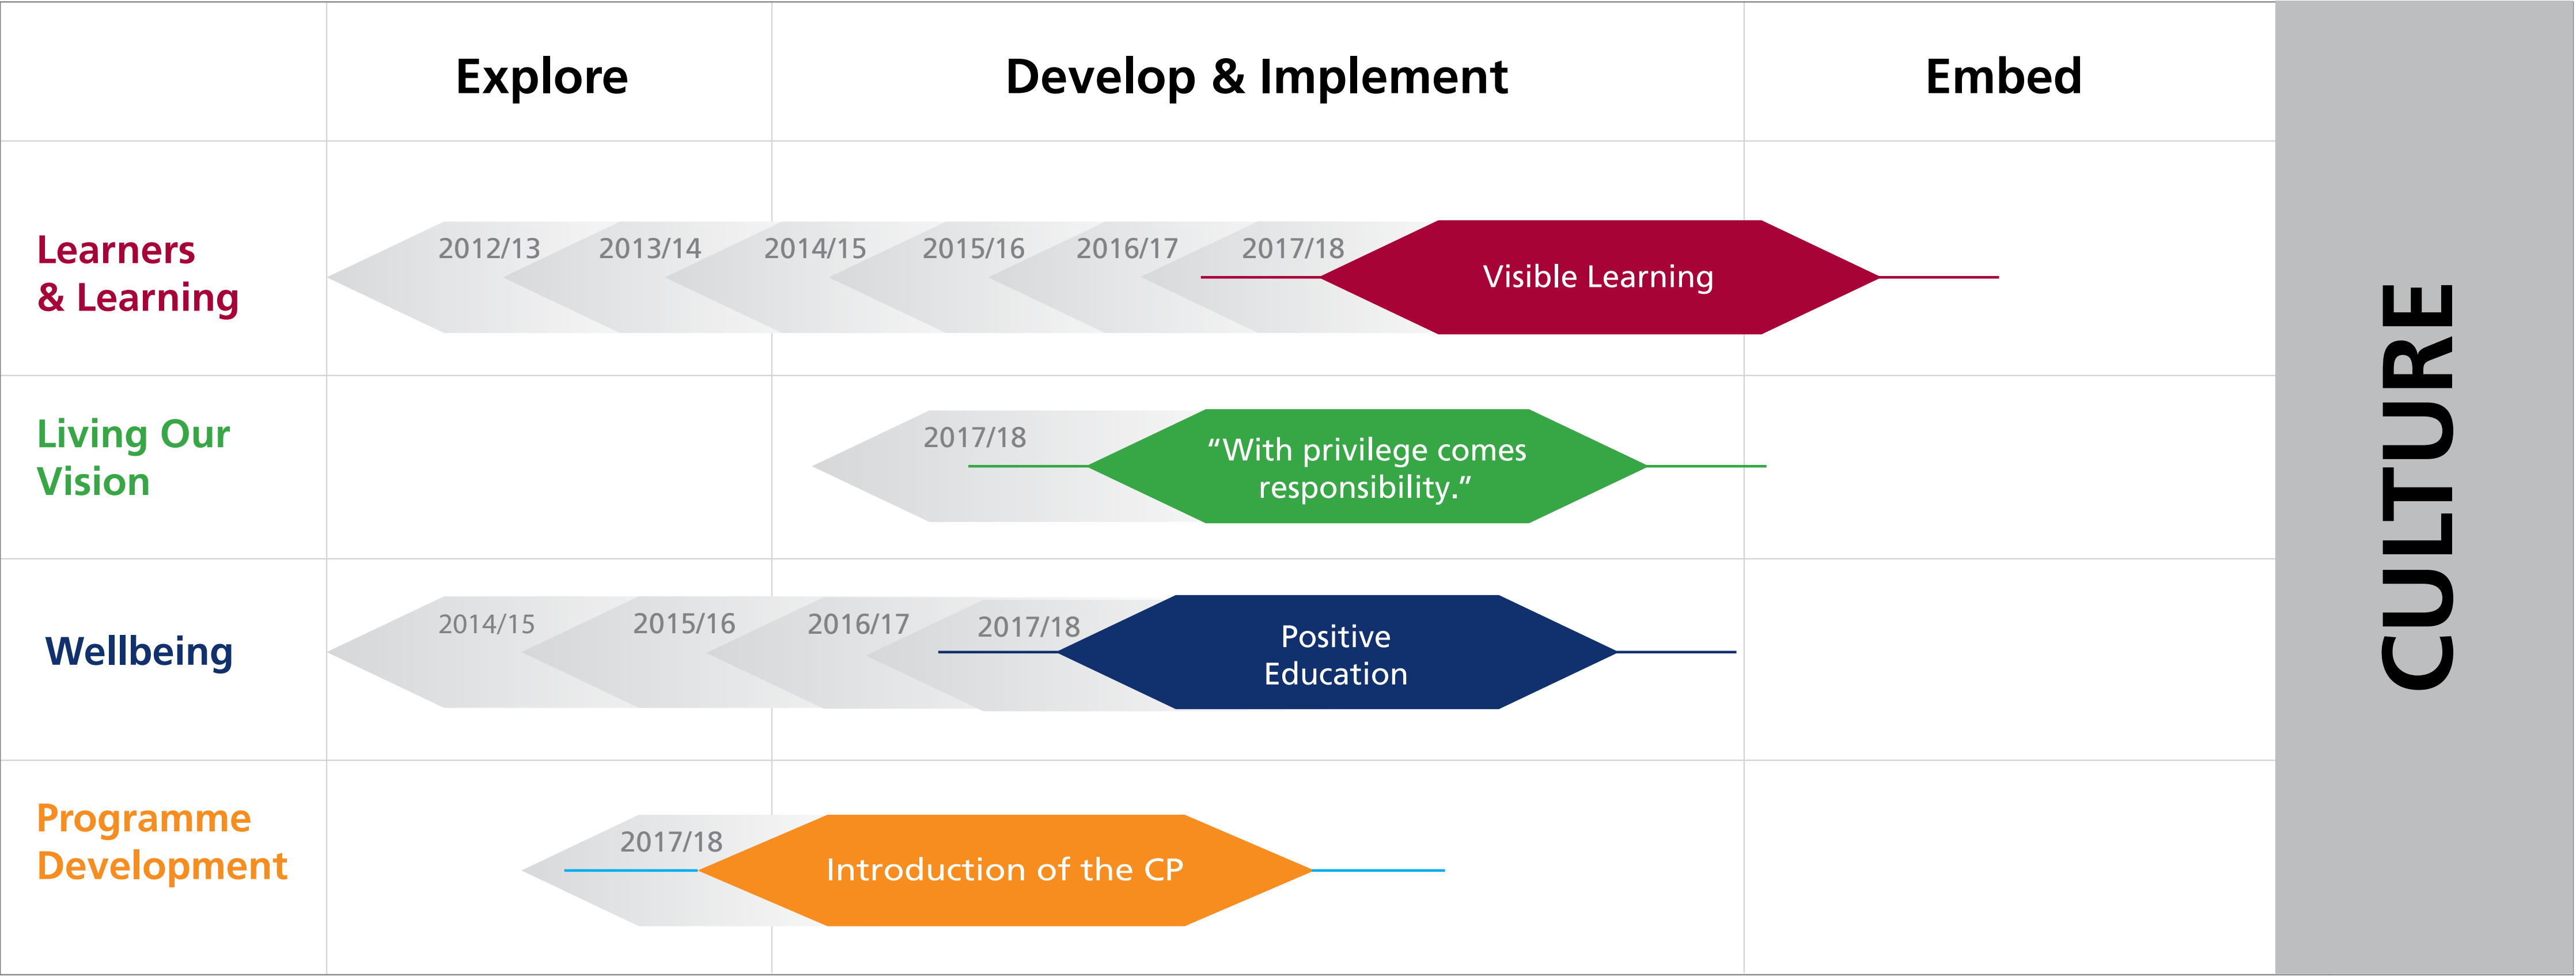 Explore
Develop & Implement
Embed
Learners
& Learning
2012/13
2013/14
2014/15
2015/16
2016/17
2017/18
Visible Learning
Living Our
Vision
2017/18
“With privilege comes
responsibility.”
Wellbeing
2014/15
2015/16
2016/17
2017/18
Positive
Education
Programme
Development
2017/18
Introduction of the CP
CULTURE